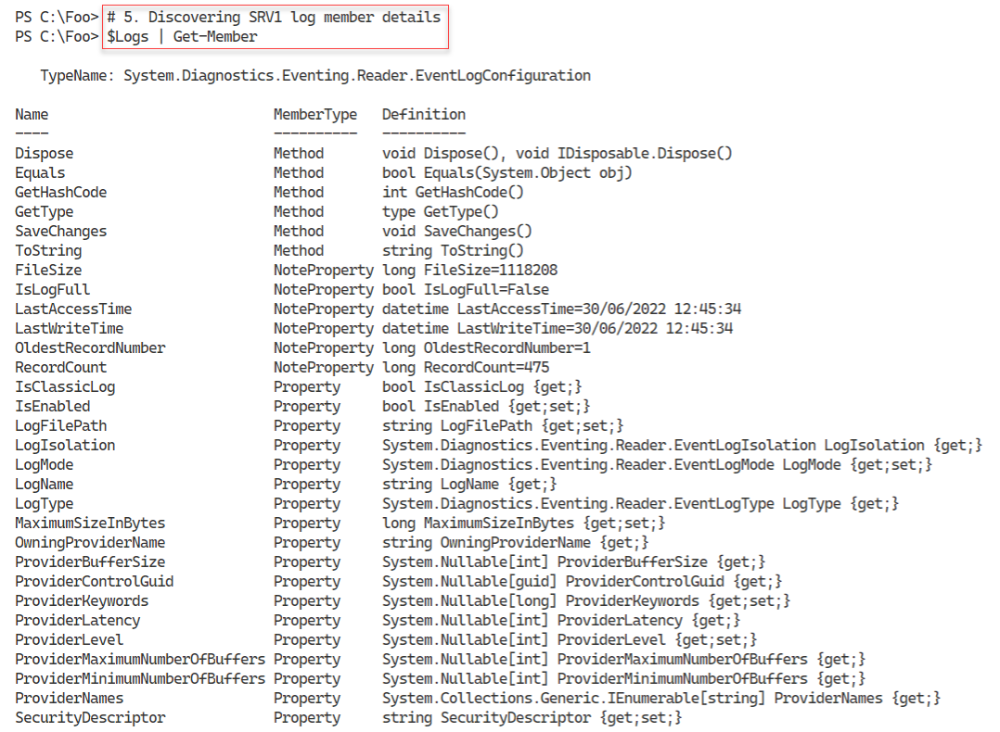 PS C:\Foo> # 5. Discovering SRV1 log member details
PS C:\Foo> $Logs | Get-Member
TypeName: System.Diagnostics.Eventing.Reader.EventLogConfiguration
Name MemberType Definition
---- ---------- ----------
Dispose Method void Dispose(), void IDisposable.Dispose()
Equals Method bool Equals(System.Object obj)
GetHashCode Method int GetHashCode()
GetType Method type GetType()
SaveChanges Method void SaveChanges()
ToString Method string ToString()
FileSize NoteProperty long FileSize=1118208
IsLogFull NoteProperty bool IsLogFull=False
LastAccessTime NoteProperty datetime LastAccessTime=30/06/2022 12:45:34
LastWriteTime NoteProperty datetime LastWriteTime=30/06/2022 12:45:34
OldestRecordNumber NoteProperty long OldestRecordNumber=1
RecordCount NoteProperty long RecordCount=475
IsClassicLog Property bool IsClassicLog {get;}
IsEnabled Property bool IsEnabled {get;set;}
LogFilePath Property string LogFilePath {get;set;}
LogIsolation Property System.Diagnostics.Eventing.Reader.EventLogIsolation LogIsolation {get;}
LogMode Property System.Diagnostics.Eventing.Reader.EventLogMode LogMode {get;set;}
LogName Property string LogName {get;}
LogType Property System.Diagnostics.Eventing.Reader.EventLogType LogType {get;}
MaximumSizeInBytes Property long MaximumSizeInBytes {get;set;}
OwningProviderName Property string OwningProviderName {get;}
ProviderBufferSize Property System.Nullable[int] ProviderBufferSize {get;}
ProviderControlGuid Property System.Nullable[guid] ProviderControlGuid {get;}
ProviderKeywords Property System.Nullable[long] ProviderKeywords {get;set;}
ProviderLatency Property System.Nullable[int] ProviderLatency {get;}
ProviderLevel Property System.Nullable[int] ProviderLevel {get;set;}
ProviderMaximumNumberOfBuffers Property System.Nullable[int] ProviderMaximumNumberOfBuffers {get;}
ProviderMinimumNumberOfBuffers Property System.Nullable[int] ProviderMinimumNumberOfBuffers {get;}
ProviderNames Property System.Collections.Generic.IEnumerable[string] ProviderNames {get;}
SecurityDescriptor Property string SecurityDescriptor {get;set;}